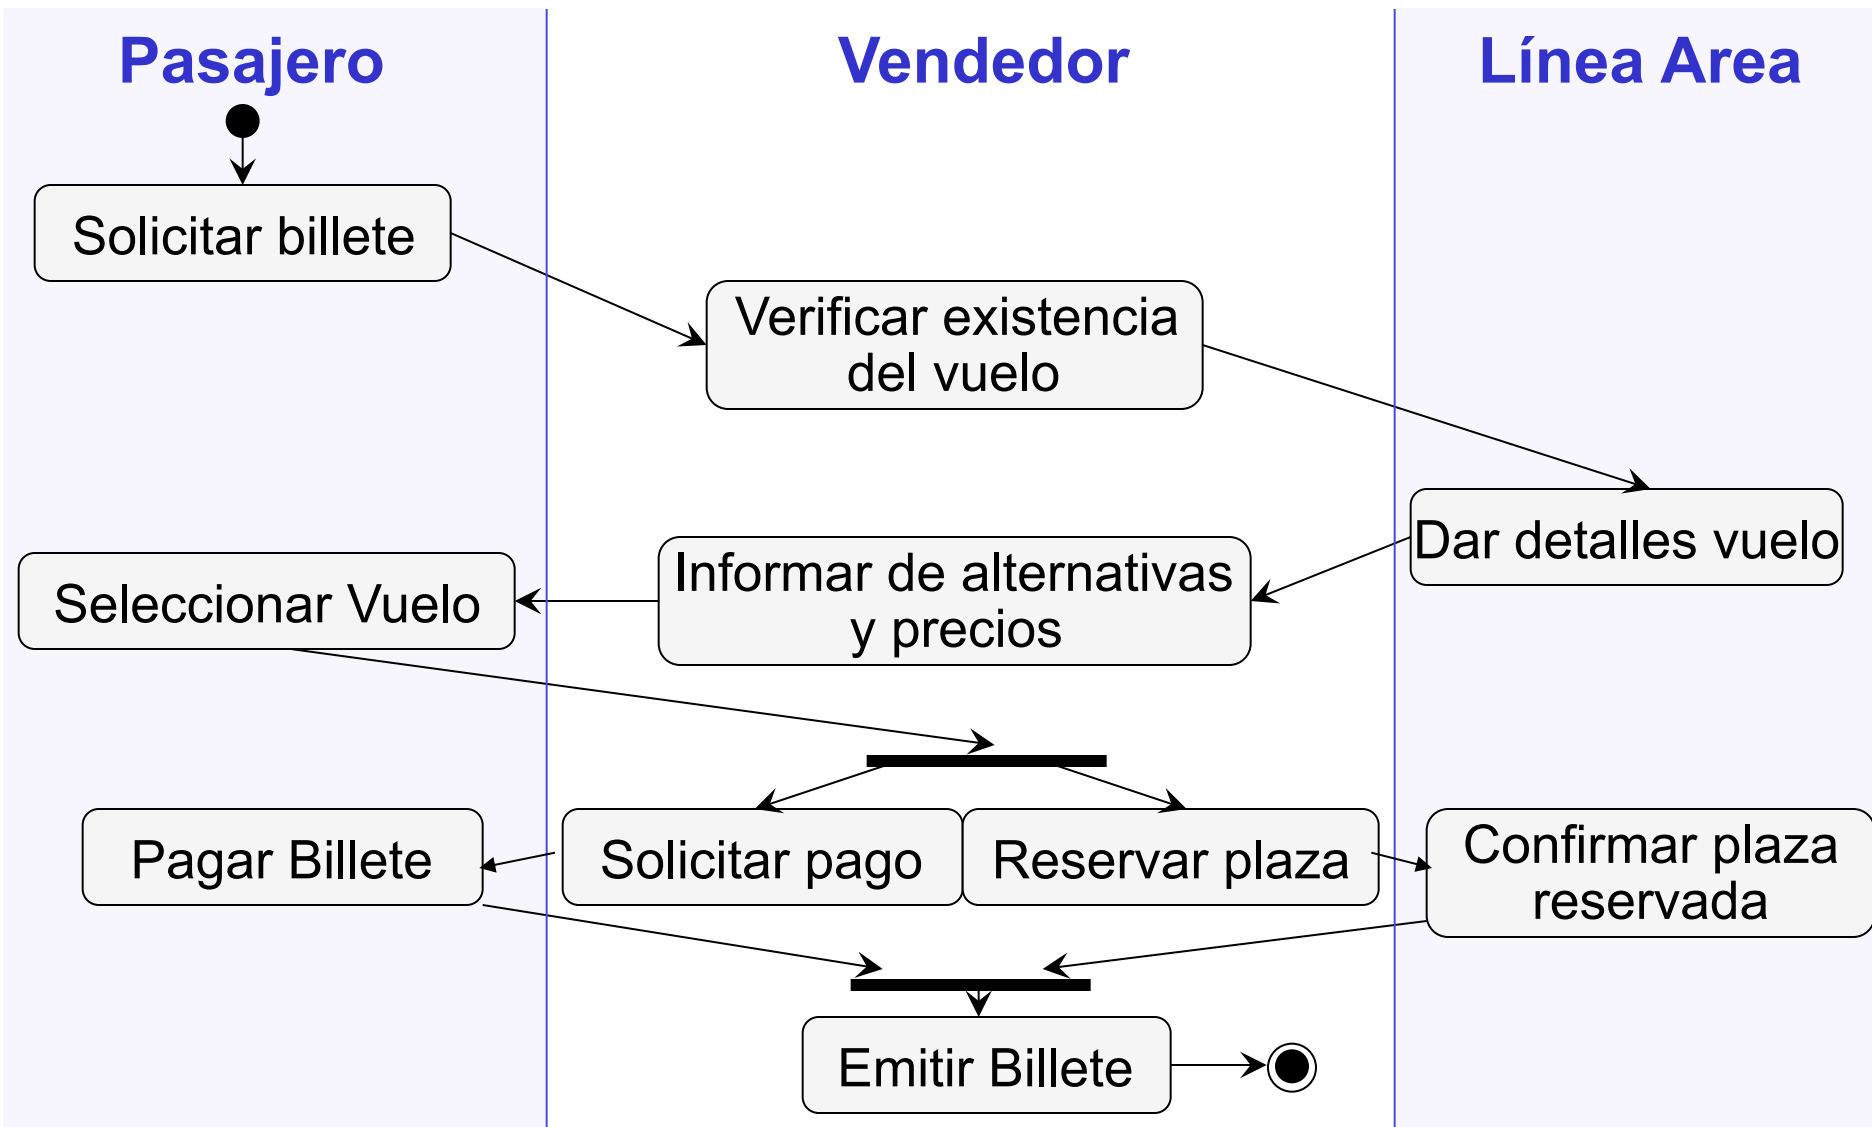 Pasajero
Vendedor
Línea Area
Solicitar billete
Verificar existencia
del vuelo
Dar detalles vuelo
Informar de alternativas
y precios
Seleccionar Vuelo
Pagar Billete
Solicitar pago
Reservar plaza
Confirmar plaza
reservada
Emitir Billete